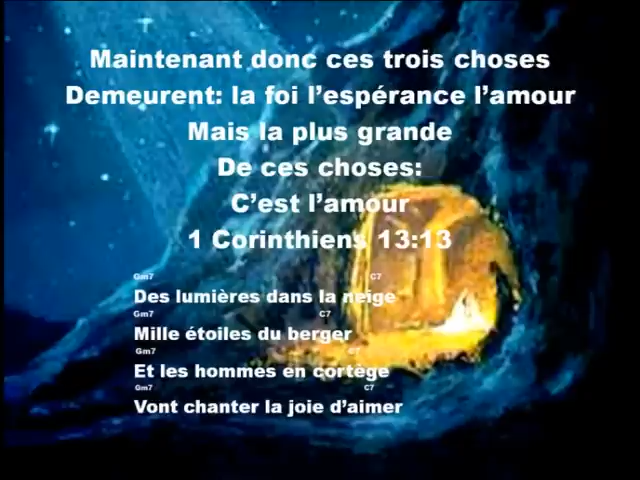 Maintenant donc ces trois choses
Demeurent: la foi l'espérance l'amour
Mais la plus grande
De ces choses:
C'est l'amour
1 Corinthiens 13:13
Gm7 C7
Des lumières dans la neige
Gm7 C7
Mille étoiles du berger
Gm7 C7
Et les hommes en cortège
Gm7 C7
Vont chanter la joie d'aimer